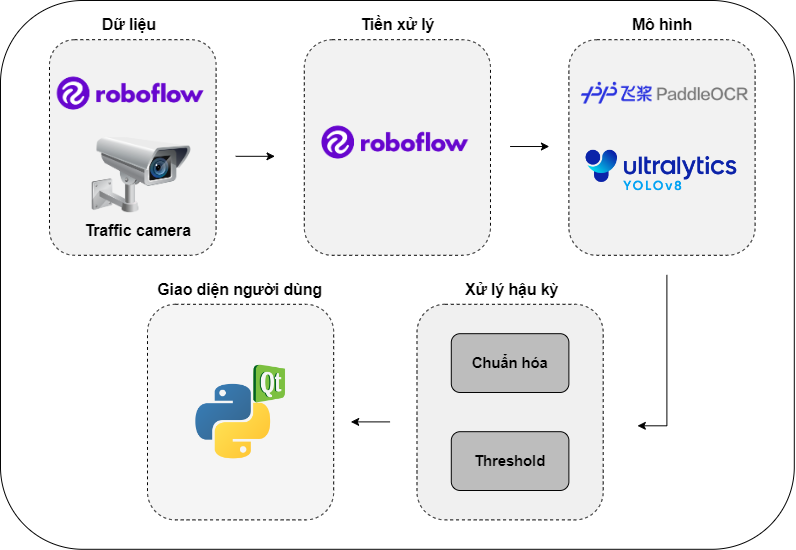 Dữ liệu
roboflow
Traffic camera
Tiền xử lý
roboflow
Mô hình
飞桨 PaddleOCR
ultralytics
YOLOv8
Giao diện người dùng
Qt
Xử lý hậu kỳ
Chuẩn hóa
Threshold